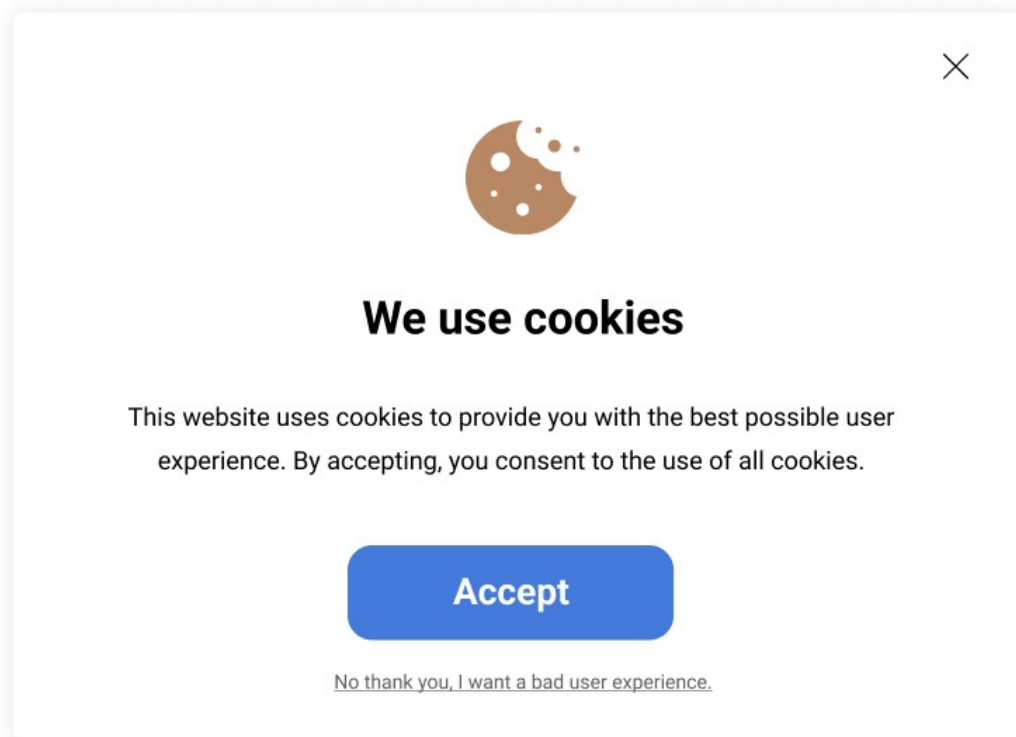 We use cookies
This website uses cookies to provide you with the best possible user
experience. By accepting, you consent to the use of all cookies.
Accept
No thank you, I want a bad user experience.